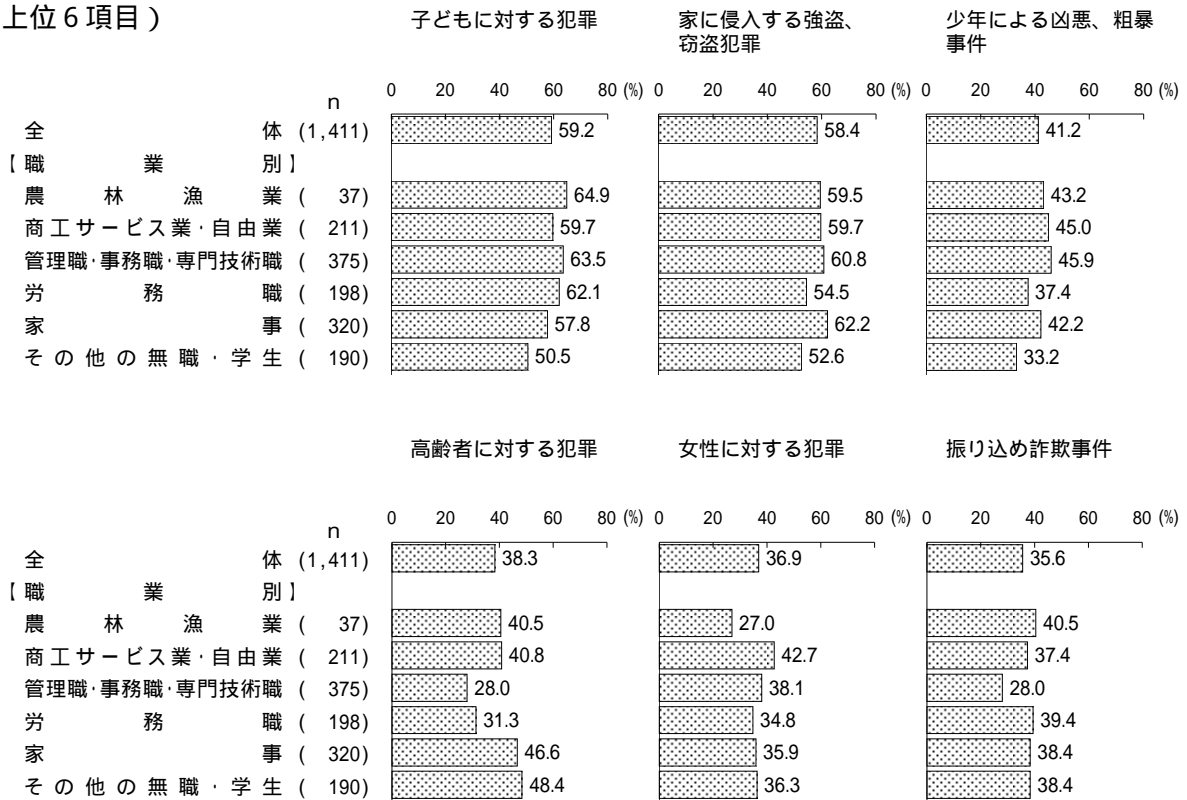 上位６項目）
子どもに対する犯罪 家に侵入する強盗、 少年による凶悪、粗暴
窃盗犯罪 事件
n 0 20 40 60 80 (%) 0 20 40 60 80 (%) 0 20 40 60 80 (%)
全体 (1,411) 59.2 58.4 41.2
【職業別】
農林漁業 ( 37) 64.9 59.5 43.2
商工サービス業・自由業 ( 211) 59.7 59.7 45.0
管理職・事務職・専門技術職 ( 375) 63.5 60.8 45.9
労務職 ( 198) 62.1 54.5 37.4
家事 ( 320) 57.8 62.2 42.2
その他の無職・学生 ( 190) 50.5 52.6 33.2
高齢者に対する犯罪 女性に対する犯罪 振り込め詐欺事件
n 0 20 40 60 80 (%) 0 20 40 60 80 (%) 0 20 40 60 80 (%)
全体 (1,411) 38.3 36.9 35.6
【職業別】
農林漁業 ( 37) 40.5 27.0 40.5
商工サービス業・自由業 ( 211) 40.8 42.7 37.4
管理職・事務職・専門技術職 ( 375) 28.0 38.1 28.0
労務職 ( 198) 31.3 34.8 39.4
家事 ( 320) 46.6 35.9 38.4
その他の無職・学生 ( 190) 48.4 36.3 38.4